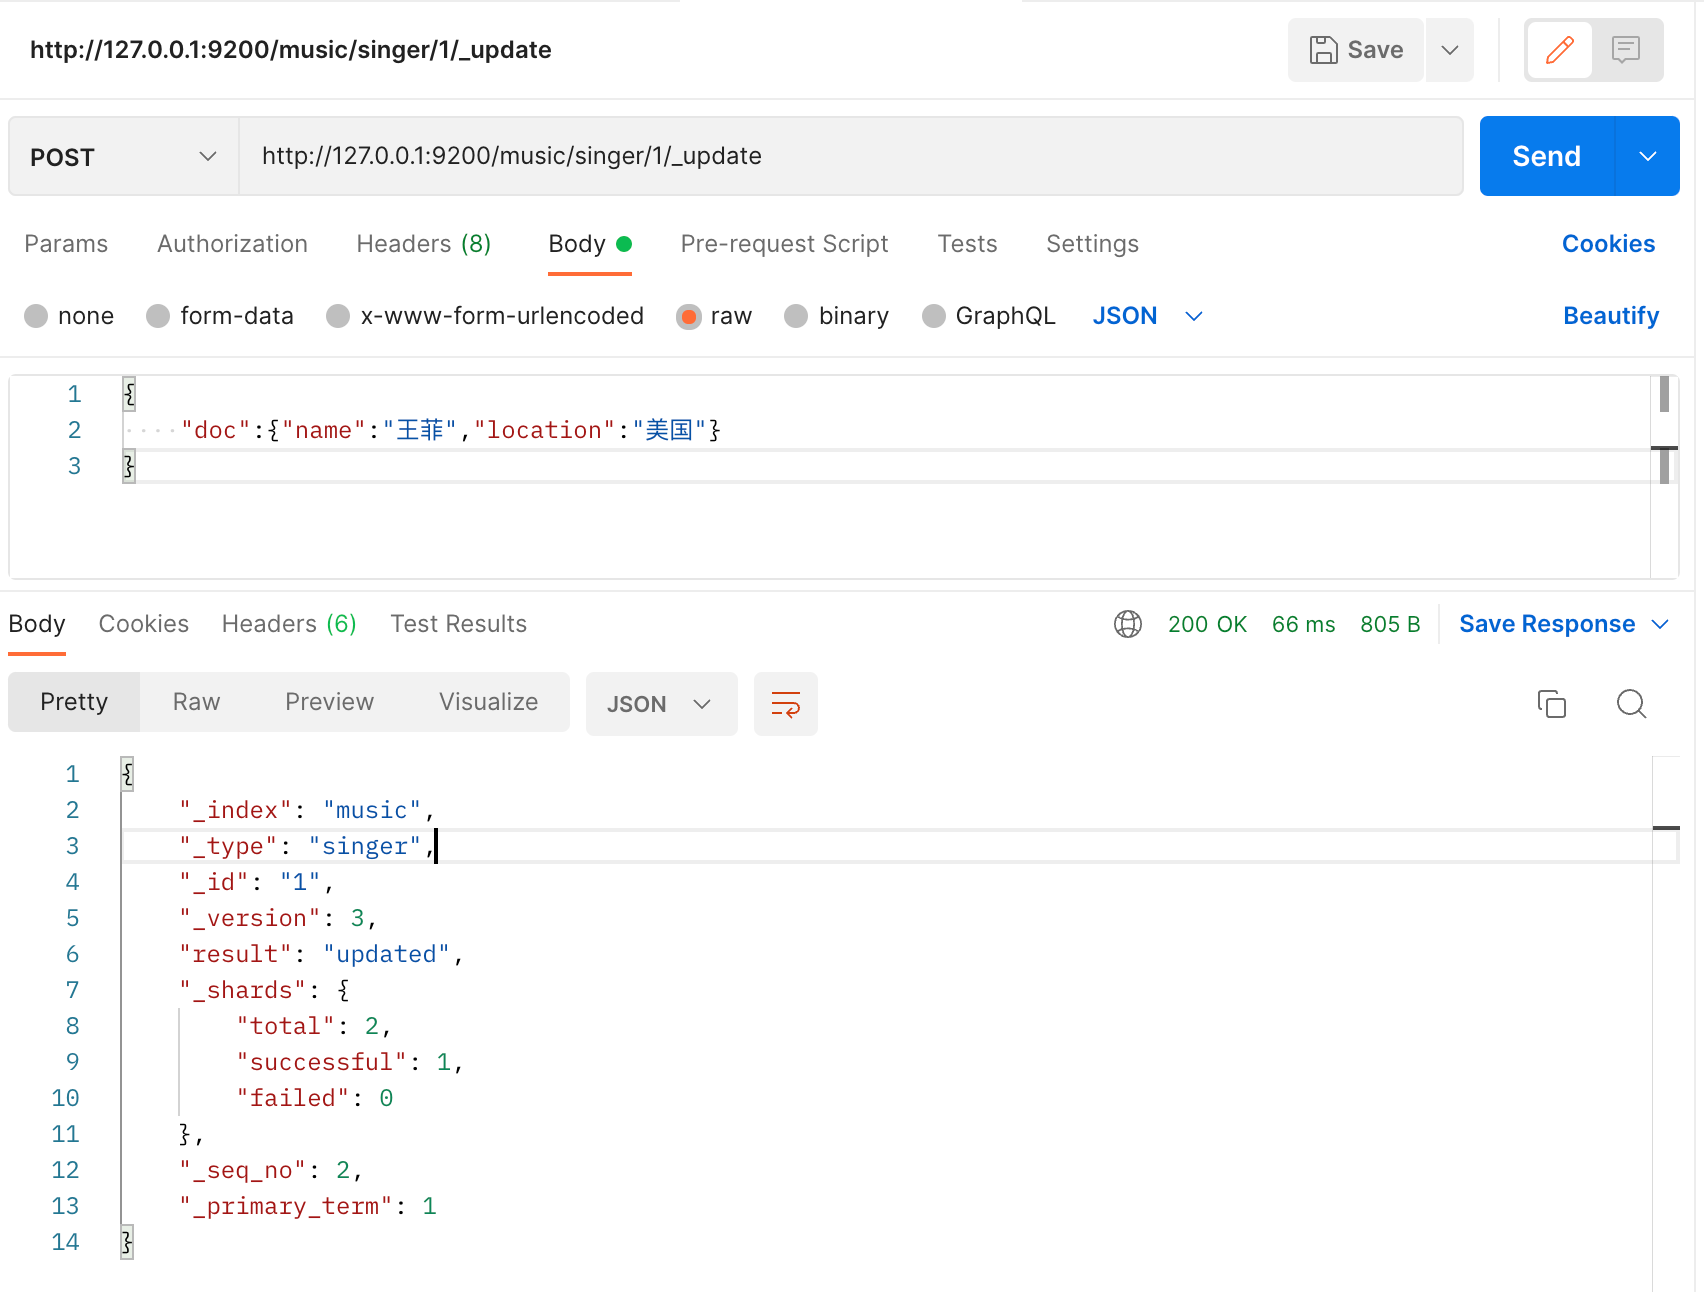 http://127.0.0.1:9200/music/singer/1/_update
Save
POST
http://127.0.0.1:9200/music/singer/1/_update
Send
Params Authorization Headers (8) Body Pre-request Script Tests Settings Cookies
none form-data x-www-form-urlencoded raw binary GraphQL JSON Beautify
1 {
2 ····"doc":{"name":"王菲","location":"美国"}
3 }
Body Cookies Headers (6) Test Results 200 OK 66 ms 805 B Save Response
Pretty Raw Preview Visualize JSON
1 {
2 "_index": "music",
3 "_type": "singer",
4 "_id": "1",
5 "_version": 3,
6 "result": "updated",
7 "_shards": {
8 "total": 2,
9 "successful": 1,
10 "failed": 0
11 },
12 "_seq_no": 2,
13 "_primary_term": 1
14 }